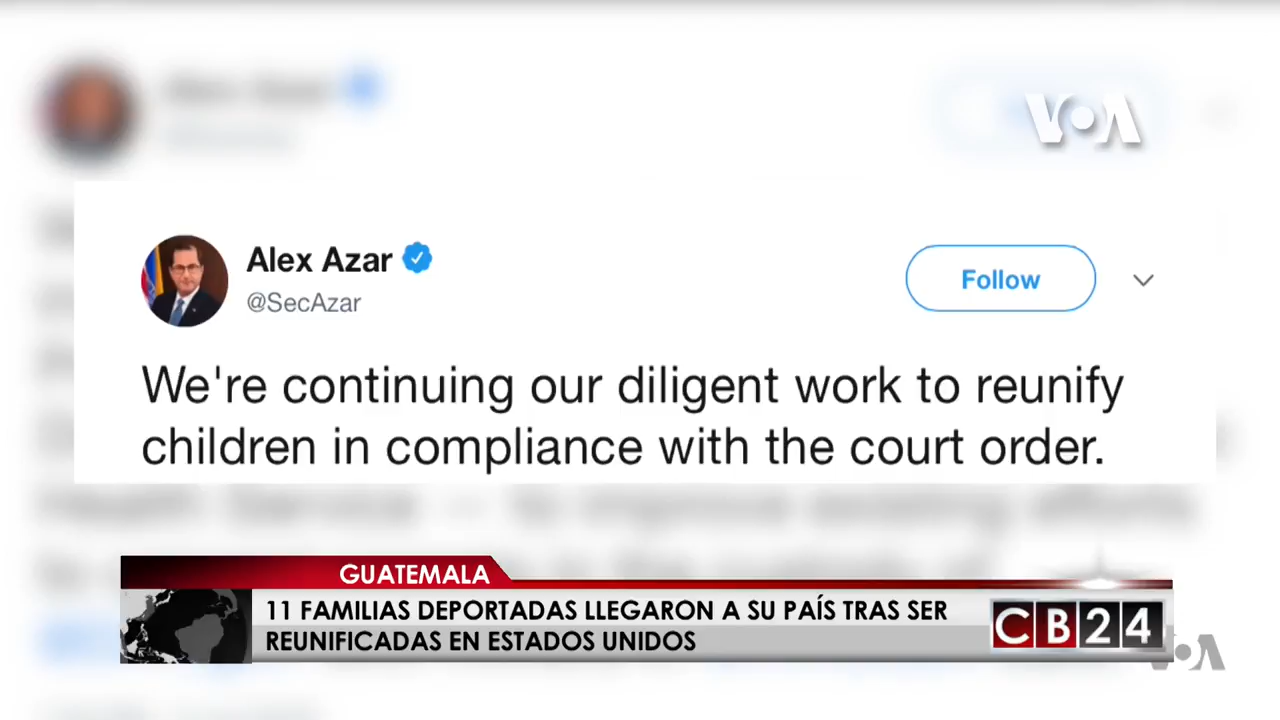 VOA
Alex Azar
@SecAzar
Follow
We're continuing our diligent work to reunify
children in compliance with the court order.
GUATEMALA
11 FAMILIAS DEPORTADAS LLEGARON A SU PAÍS TRAS SER
REUNIFICADAS EN ESTADOS UNIDOS
CB24
VOA